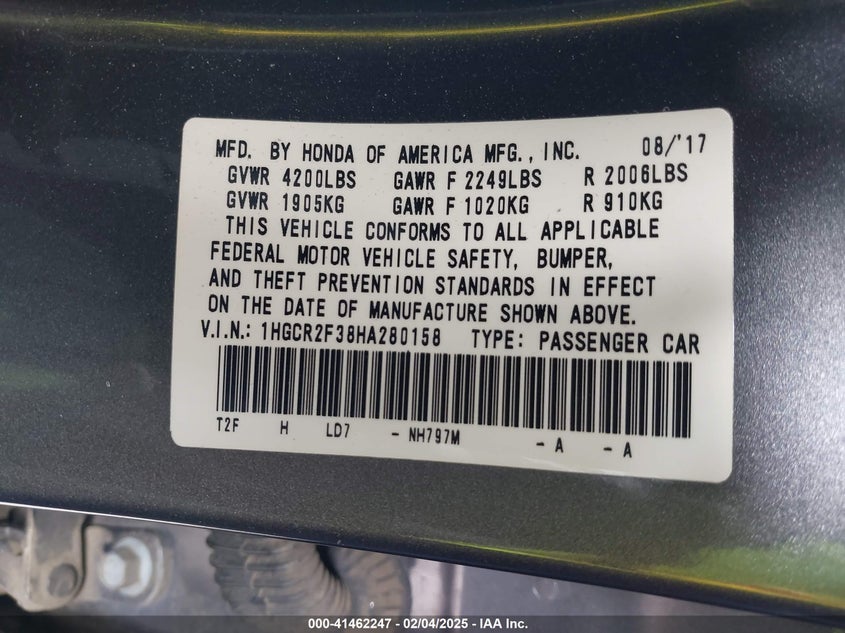 MFD. BY HONDA OF AMERICA MFG., INC. 08/'17
GVWR 4200LBS GAWR F 2249LBS R 2006LBS
GVWR 1905KG GAWR F 1020KG R 910KG
THIS VEHICLE CONFORMS TO ALL APPLICABLE
FEDERAL MOTOR VEHICLE SAFETY, BUMPER,
AND THEFT PREVENTION STANDARDS IN EFFECT
ON THE DATE OF MANUFACTURE SHOWN ABOVE.
V.I.N.: 1HGCR2F38HA280158 TYPE: PASSENGER CAR
T2F H LD7 - NH797M - A - A
000-41462247 - 02/04/2025 - IAA Inc.